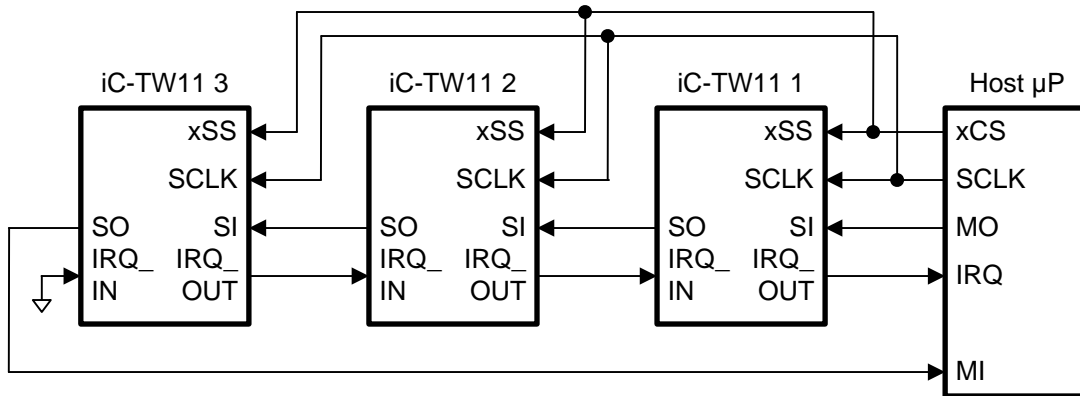 iC-TW11 3
iC-TW11 2
iC-TW11 1
Host µP
xSS
xSS
xSS
xCS
SCLK
SCLK
SCLK
SCLK
SO
SI
SO
SI
SO
SI
MO
IRQ_
IN
IRQ_
OUT
IRQ_
IN
IRQ_
OUT
IRQ_
IN
IRQ_
OUT
IRQ
MI